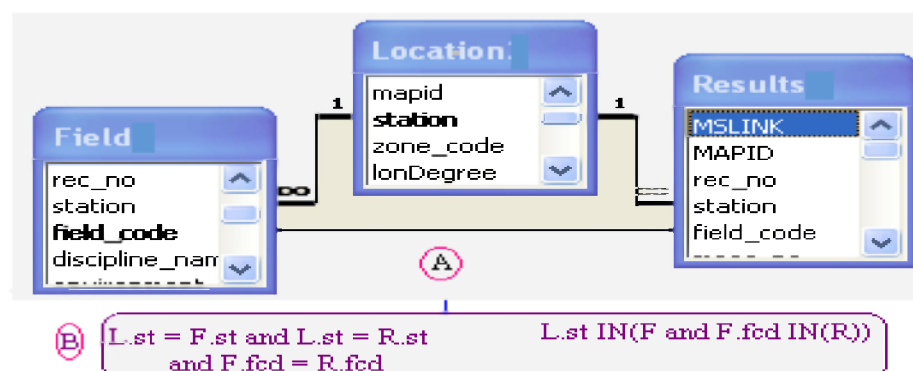 Location
mapid
station
zone_code
lonDegree
1
1
Results
MSLINK
MAPID
rec_no
station
field_code
Field
rec_no
station
field_code
discipline_nam
∞
A
B
L.st = F.st and L.st = R.st
and F.fcd = R.fcd
L.st IN(F and F.fcd IN(R))